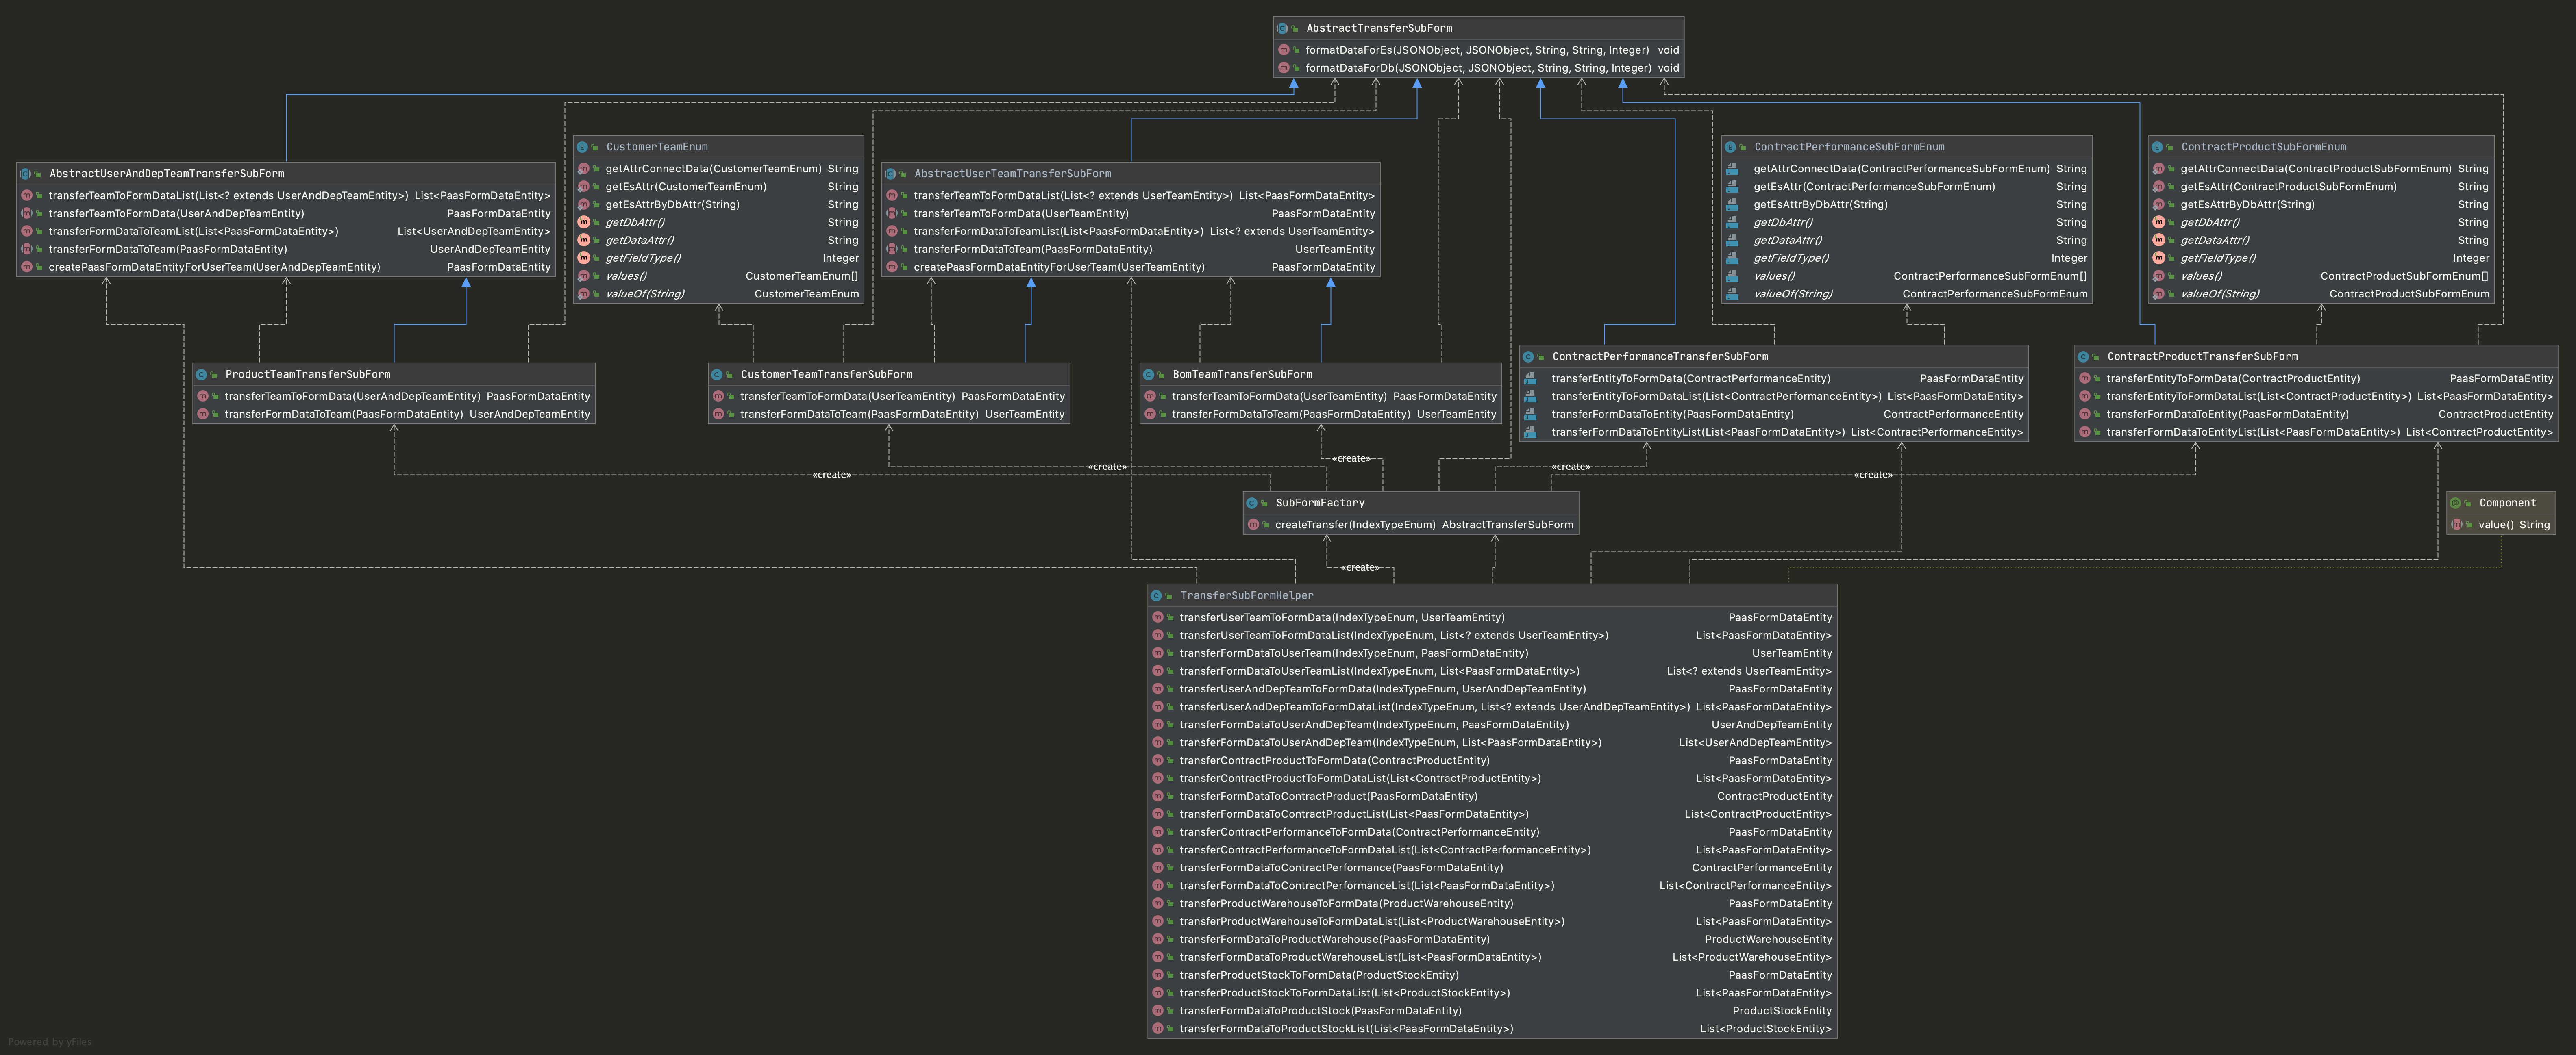 AbstractTransferSubForm
formatDataForEs(JSONObject, JSONObject, String, String, Integer) void
formatDataForDb(JSONObject, JSONObject, String, String, Integer) void
AbstractUserAndDepTeamTransferSubForm
transferTeamToFormDataList(List<? extends UserAndDepTeamEntity>) List<PaasFormDataEntity>
transferTeamToFormData(UserAndDepTeamEntity) PaasFormDataEntity
transferFormDataToTeamList(List<PaasFormDataEntity>) List<UserAndDepTeamEntity>
transferFormDataToTeam(PaasFormDataEntity) UserAndDepTeamEntity
createPaasFormDataEntityForUserTeam(UserAndDepTeamEntity) PaasFormDataEntity
CustomerTeamEnum
getAttrConnectData(CustomerTeamEnum) String
getEsAttr(CustomerTeamEnum) String
getEsAttrByDbAttr(String) String
getDbAttr() String
getDataAttr() String
getFieldType() Integer
values() CustomerTeamEnum[]
valueOf(String) CustomerTeamEnum
AbstractUserTeamTransferSubForm
transferTeamToFormDataList(List<? extends UserTeamEntity>) List<PaasFormDataEntity>
transferTeamToFormData(UserTeamEntity) PaasFormDataEntity
transferFormDataToTeamList(List<PaasFormDataEntity>) List<? extends UserTeamEntity>
transferFormDataToTeam(PaasFormDataEntity) UserTeamEntity
createPaasFormDataEntityForUserTeam(UserTeamEntity) PaasFormDataEntity
ContractPerformanceSubFormEnum
getAttrConnectData(ContractPerformanceSubFormEnum) String
getEsAttr(ContractPerformanceSubFormEnum) String
getEsAttrByDbAttr(String) String
getDbAttr() String
getDataAttr() String
getFieldType() Integer
values() ContractPerformanceSubFormEnum[]
valueOf(String) ContractPerformanceSubFormEnum
ContractProductSubFormEnum
getAttrConnectData(ContractProductSubFormEnum) String
getEsAttr(ContractProductSubFormEnum) String
getEsAttrByDbAttr(String) String
getDbAttr() String
getDataAttr() String
getFieldType() Integer
values() ContractProductSubFormEnum[]
valueOf(String) ContractProductSubFormEnum
ProductTeamTransferSubForm
transferTeamToFormData(UserAndDepTeamEntity) PaasFormDataEntity
transferFormDataToTeam(PaasFormDataEntity) UserAndDepTeamEntity
CustomerTeamTransferSubForm
transferTeamToFormData(UserTeamEntity) PaasFormDataEntity
transferFormDataToTeam(PaasFormDataEntity) UserTeamEntity
BomTeamTransferSubForm
transferTeamToFormData(UserTeamEntity) PaasFormDataEntity
transferFormDataToTeam(PaasFormDataEntity) UserTeamEntity
ContractPerformanceTransferSubForm
transferEntityToFormData(ContractPerformanceEntity) PaasFormDataEntity
transferEntityToFormDataList(List<ContractPerformanceEntity>) List<PaasFormDataEntity>
transferFormDataToEntity(PaasFormDataEntity) ContractPerformanceEntity
transferFormDataToEntityList(List<PaasFormDataEntity>) List<ContractPerformanceEntity>
ContractProductTransferSubForm
transferEntityToFormData(ContractProductEntity) PaasFormDataEntity
transferEntityToFormDataList(List<ContractProductEntity>) List<PaasFormDataEntity>
transferFormDataToEntity(PaasFormDataEntity) ContractProductEntity
transferFormDataToEntityList(List<PaasFormDataEntity>) List<ContractProductEntity>
«create»
«create»
«create»
«create»
«create»
SubFormFactory
createTransfer(IndexTypeEnum) AbstractTransferSubForm
Component
value() String
«create»
TransferSubFormHelper
transferUserTeamToFormData(IndexTypeEnum, UserTeamEntity) PaasFormDataEntity
transferUserTeamToFormDataList(IndexTypeEnum, List<? extends UserTeamEntity>) List<PaasFormDataEntity>
transferFormDataToUserTeam(IndexTypeEnum, PaasFormDataEntity) UserTeamEntity
transferFormDataToUserTeamList(IndexTypeEnum, List<PaasFormDataEntity>) List<? extends UserTeamEntity>
transferUserAndDepTeamToFormData(IndexTypeEnum, UserAndDepTeamEntity) PaasFormDataEntity
transferUserAndDepTeamToFormDataList(IndexTypeEnum, List<? extends UserAndDepTeamEntity>) List<PaasFormDataEntity>
transferFormDataToUserAndDepTeam(IndexTypeEnum, PaasFormDataEntity) UserAndDepTeamEntity
transferFormDataToUserAndDepTeam(IndexTypeEnum, List<PaasFormDataEntity>) List<UserAndDepTeamEntity>
transferContractProductToFormData(ContractProductEntity) PaasFormDataEntity
transferContractProductToFormDataList(List<ContractProductEntity>) List<PaasFormDataEntity>
transferFormDataToContractProduct(PaasFormDataEntity) ContractProductEntity
transferFormDataToContractProductList(List<PaasFormDataEntity>) List<ContractProductEntity>
transferContractPerformanceToFormData(ContractPerformanceEntity) PaasFormDataEntity
transferContractPerformanceToFormDataList(List<ContractPerformanceEntity>) List<PaasFormDataEntity>
transferFormDataToContractPerformance(PaasFormDataEntity) ContractPerformanceEntity
transferFormDataToContractPerformanceList(List<PaasFormDataEntity>) List<ContractPerformanceEntity>
transferProductWarehouseToFormData(ProductWarehouseEntity) PaasFormDataEntity
transferProductWarehouseToFormDataList(List<ProductWarehouseEntity>) List<PaasFormDataEntity>
transferFormDataToProductWarehouse(PaasFormDataEntity) ProductWarehouseEntity
transferFormDataToProductWarehouseList(List<PaasFormDataEntity>) List<ProductWarehouseEntity>
transferProductStockToFormData(ProductStockEntity) PaasFormDataEntity
transferProductStockToFormDataList(List<ProductStockEntity>) List<PaasFormDataEntity>
transferFormDataToProductStock(PaasFormDataEntity) ProductStockEntity
transferFormDataToProductStockList(List<PaasFormDataEntity>) List<ProductStockEntity>
Powered by yFiles